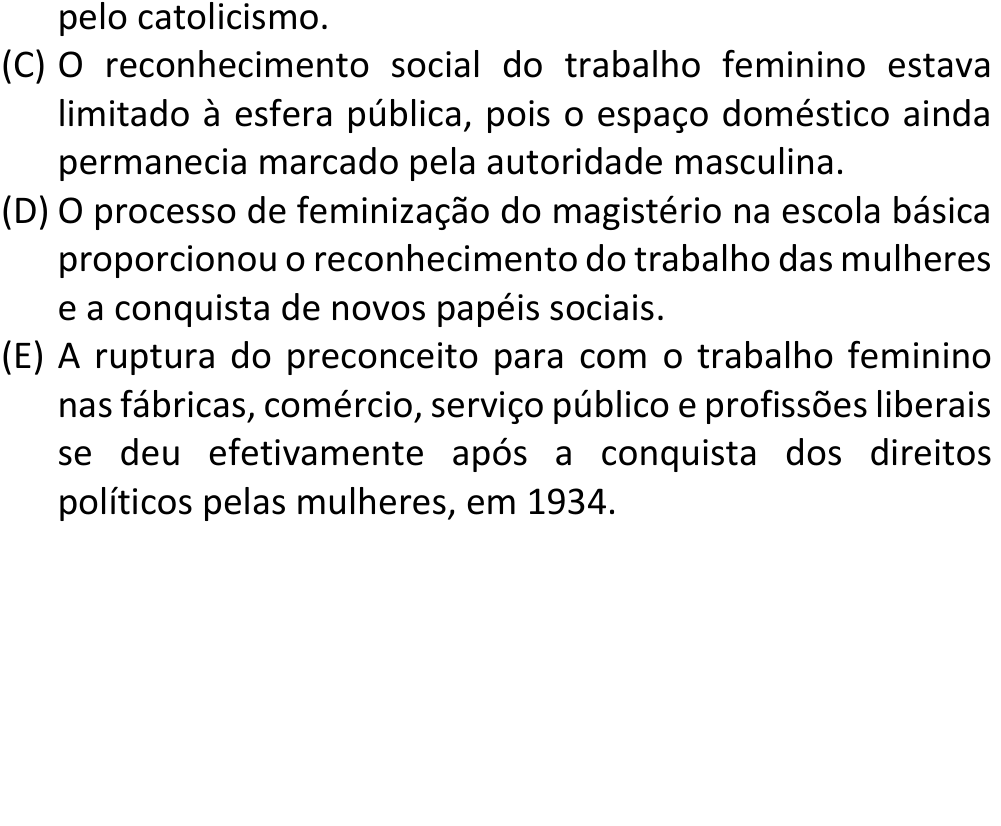 pelo catolicismo.
(C) O reconhecimento social do trabalho feminino estava
limitado à esfera pública, pois o espaço doméstico ainda
permanecia marcado pela autoridade masculina.
(D) O processo de feminização do magistério na escola básica
proporcionou o reconhecimento do trabalho das mulheres
e a conquista de novos papéis sociais.
(E) A ruptura do preconceito para com o trabalho feminino
nas fábricas, comércio, serviço público e profissões liberais
se deu efetivamente após a conquista dos direitos
políticos pelas mulheres, em 1934.